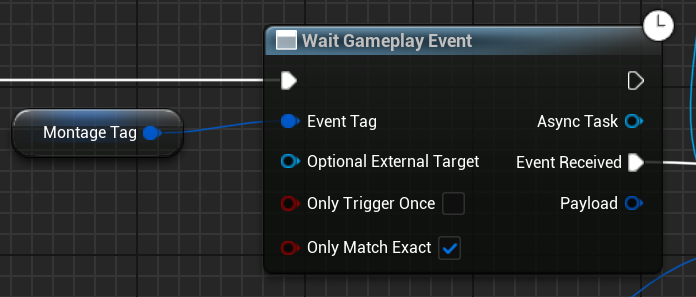 Wait Gameplay Event
Montage Tag
Event Tag
Async Task
Optional External Target
Event Received
Only Trigger Once
Payload
Only Match Exact